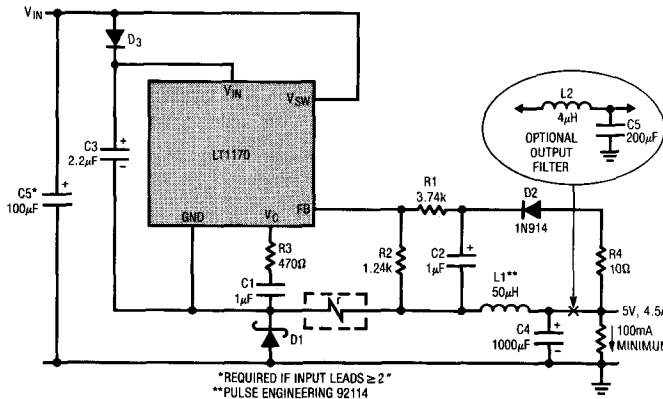 VIN
D3
VIN
VSW
L2
4µH
C5
200µF
OPTIONAL
OUTPUT
FILTER
C3
2.2µF
+
−
LT1170
C5*
100µF
+
R1
3.74k
D2
1N914
GND
VC
FB
R3
470Ω
R2
1.24k
C2
1µF
+
R4
10Ω
C1
1µF
r
L1**
50µH
5V, 4.5A
D1
C4
1000µF
+
−
100mA
MINIMUM
*REQUIRED IF INPUT LEADS ≥ 2"
**PULSE ENGINEERING 92114